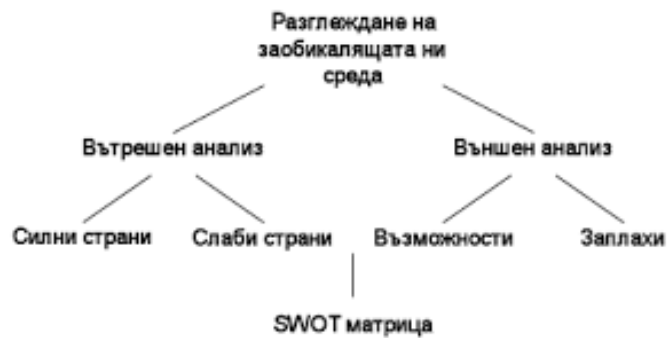 Разглеждане на
заобикалящата ни
среда
Вътрешен анализ
Външен анализ
Силни страни
Слаби страни
Възможности
Заплахи
SWOT матрица